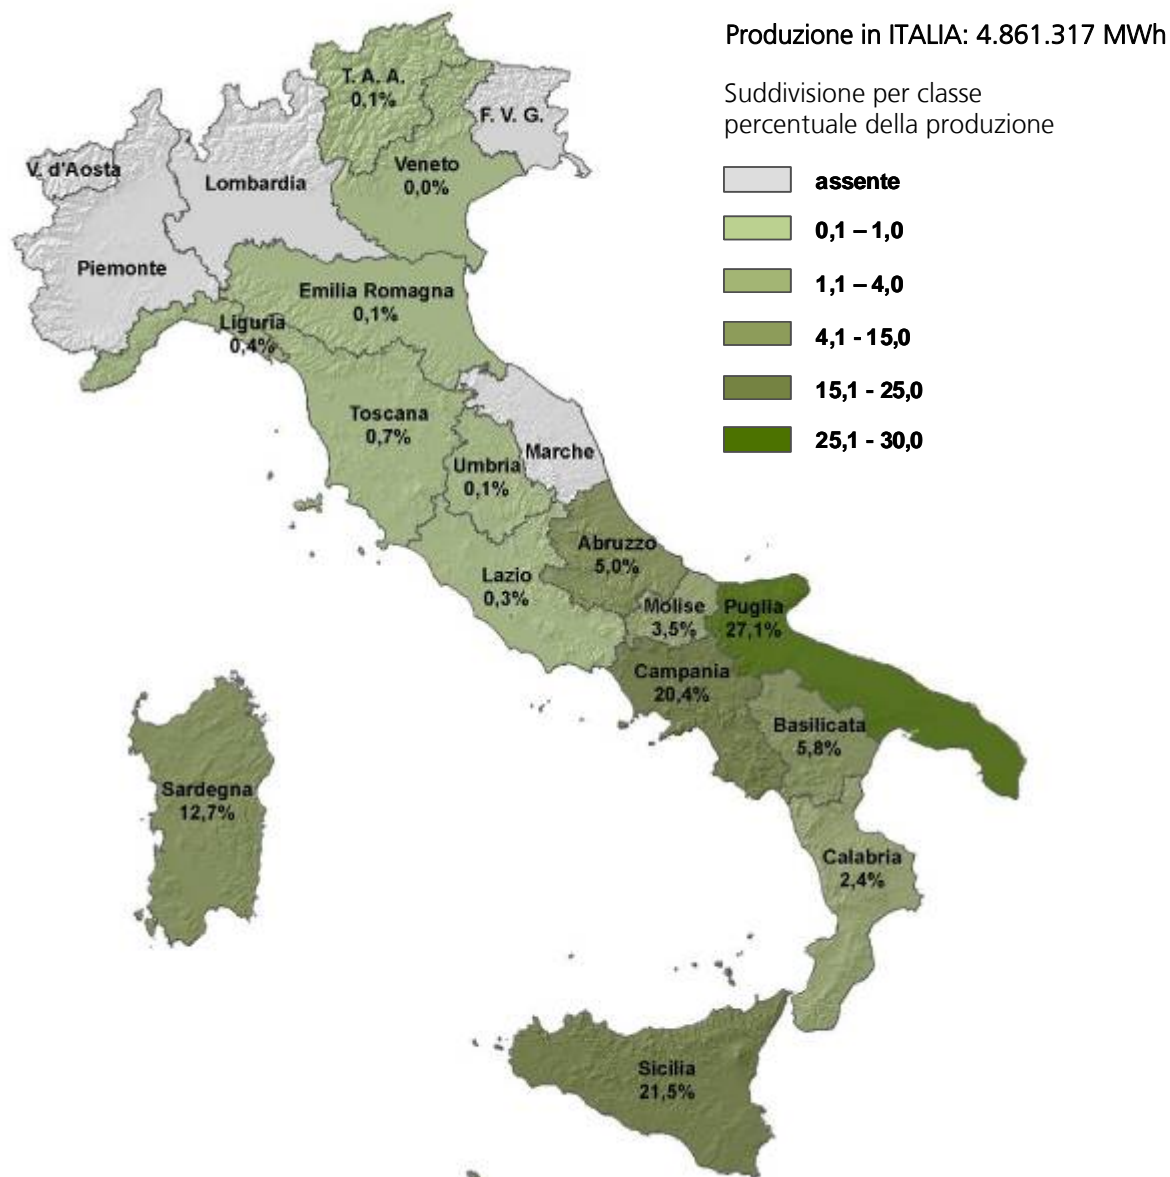 Produzione in ITALIA: 4.861.317 MWh
Suddivisione per classe
percentuale della produzione
assente
0,1 – 1,0
1,1 – 4,0
4,1 - 15,0
15,1 - 25,0
25,1 - 30,0
T. A. A.
0,1%
F. V. G.
V. d'Aosta
Lombardia
Veneto
0,0%
Piemonte
Emilia Romagna
0,1%
Liguria
0,4%
Toscana
0,7%
Umbria
0,1%
Marche
Abruzzo
5,0%
Lazio
0,3%
Molise
3,5%
Puglia
27,1%
Campania
20,4%
Basilicata
5,8%
Sardegna
12,7%
Calabria
2,4%
Sicilia
21,5%